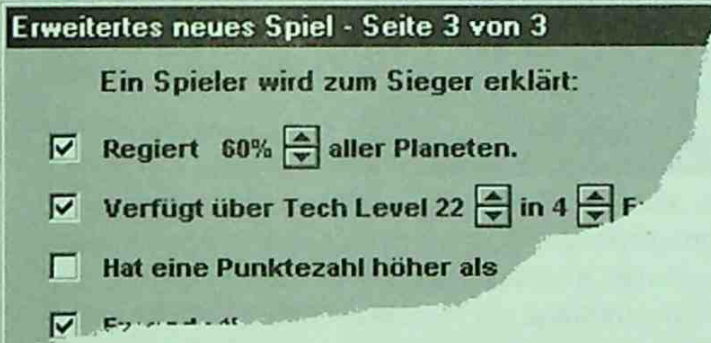 Erweitertes neues Spiel - Seite 3 von 3
Ein Spieler wird zum Sieger erklärt:
Regiert 60% aller Planeten.
Verfügt über Tech Level 22 in 4
Hat eine Punktezahl höher als